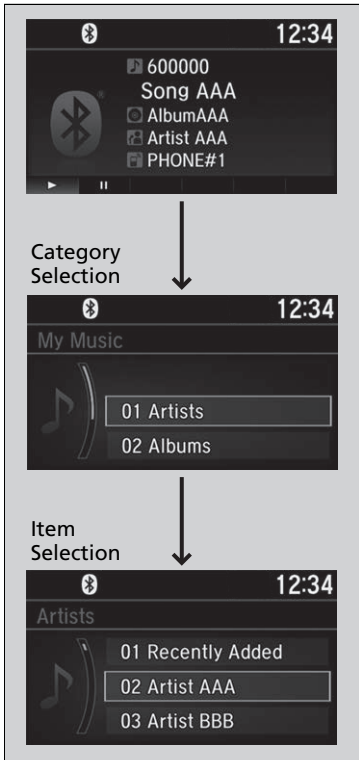 12:34
600000
Song AAA
AlbumAAA
Artist AAA
PHONE#1
Category
Selection
12:34
My Music
01 Artists
02 Albums
Item
Selection
12:34
Artists
01 Recently Added
02 Artist AAA
03 Artist BBB